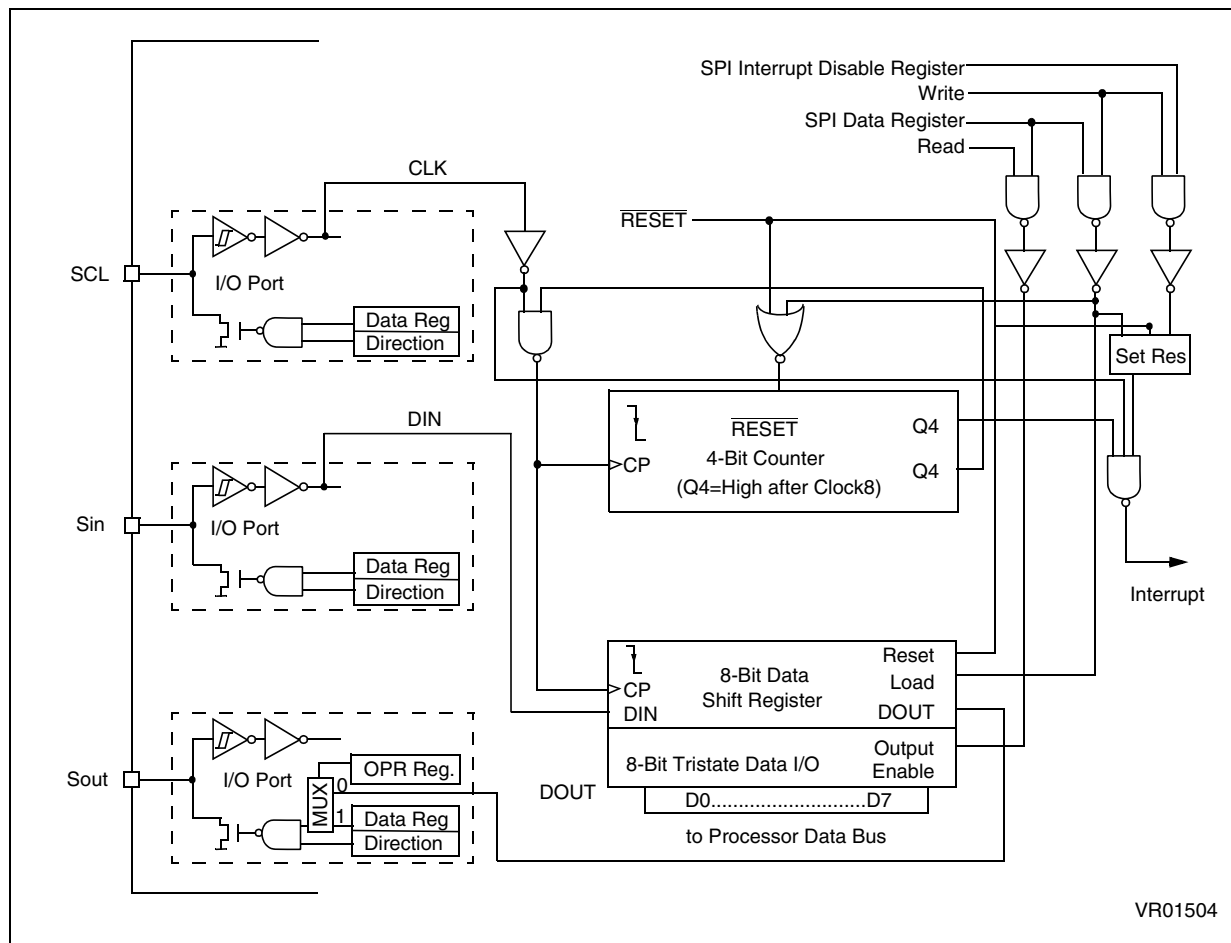 SPI Interrupt Disable Register
Write
SPI Data Register
Read
CLK
RESET
SCL
I/O Port
Data Reg
Direction
Set Res
DIN
RESET
Q4
4-Bit Counter
CP
Q4
(Q4=High after Clock8)
Sin
I/O Port
Data Reg
Direction
Interrupt
Reset
8-Bit Data
Load
CP
Shift Register
DIN
DOUT
Output
8-Bit Tristate Data I/O
Enable
Sout
I/O Port
OPR Reg.
MUX
0
1
Data Reg
Direction
DOUT
D0............................D7
to Processor Data Bus
VR01504